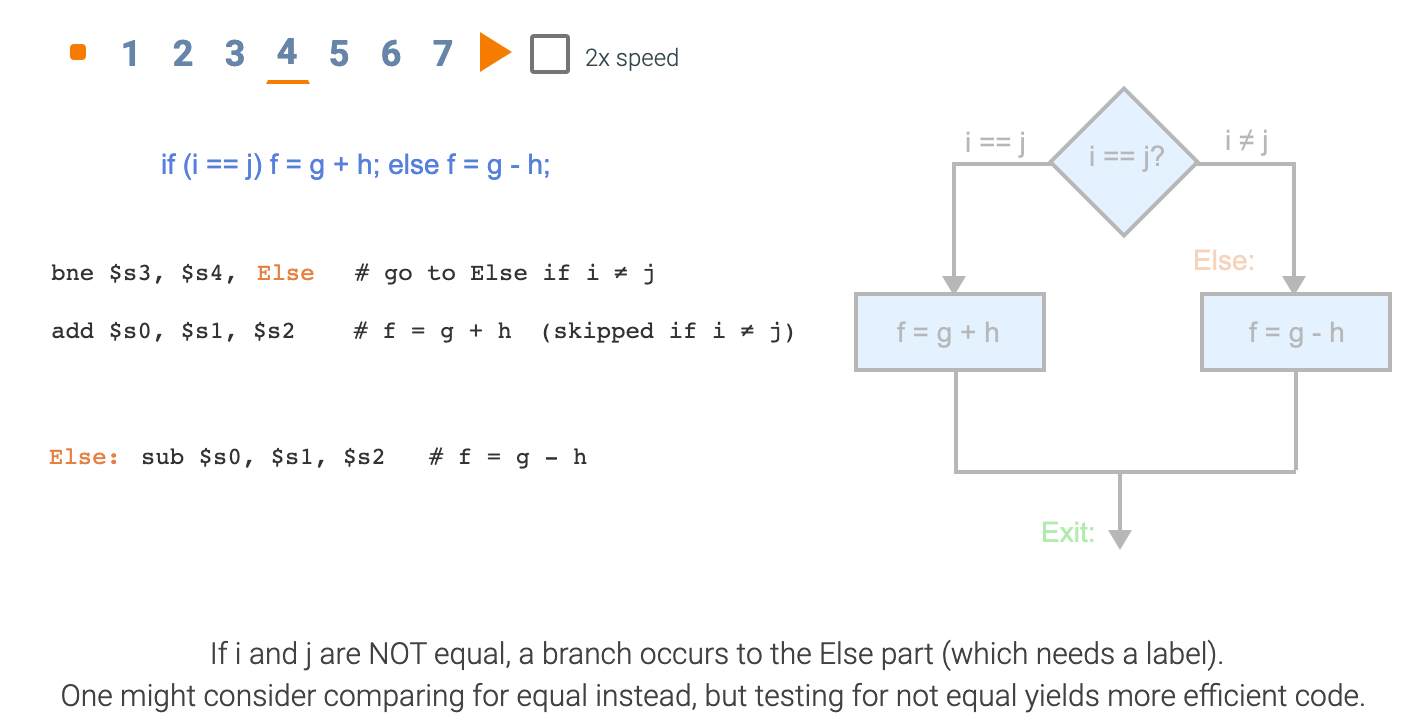 1 2 3 4 5 6 7 2x speed
if (i == j) f = g + h; else f = g - h;
bne $s3, $s4, Else # go to Else if i ≠ j
add $s0, $s1, $s2 # f = g + h (skipped if i ≠ j)
Else: sub $s0, $s1, $s2 # f = g - h
i == j
i == j?
i ≠ j
Else:
f = g + h
f = g - h
Exit:
If i and j are NOT equal, a branch occurs to the Else part (which needs a label).
One might consider comparing for equal instead, but testing for not equal yields more efficient code.